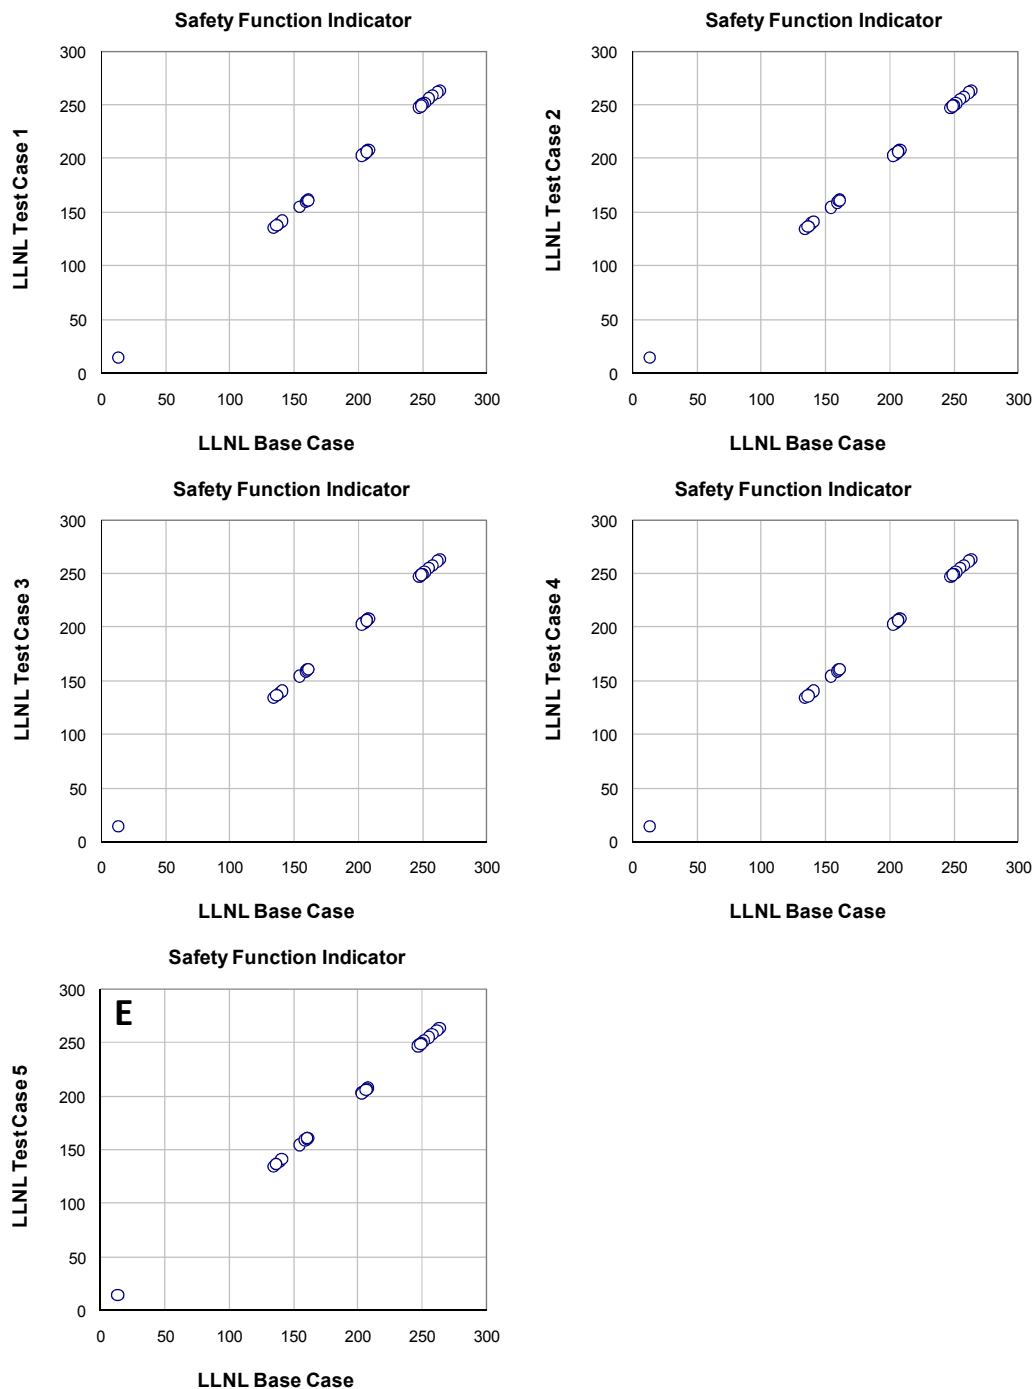 Safety Function Indicator
300
250
200
150
100
50
0
0 50 100 150 200 250 300
LLNL Test Case 1
LLNL Base Case
Safety Function Indicator
300
250
200
150
100
50
0
0 50 100 150 200 250 300
LLNL Test Case 2
LLNL Base Case
Safety Function Indicator
300
250
200
150
100
50
0
0 50 100 150 200 250 300
LLNL Test Case 3
LLNL Base Case
Safety Function Indicator
300
250
200
150
100
50
0
0 50 100 150 200 250 300
LLNL Test Case 4
LLNL Base Case
Safety Function Indicator
E
300
250
200
150
100
50
0
0 50 100 150 200 250 300
LLNL Test Case 5
LLNL Base Case